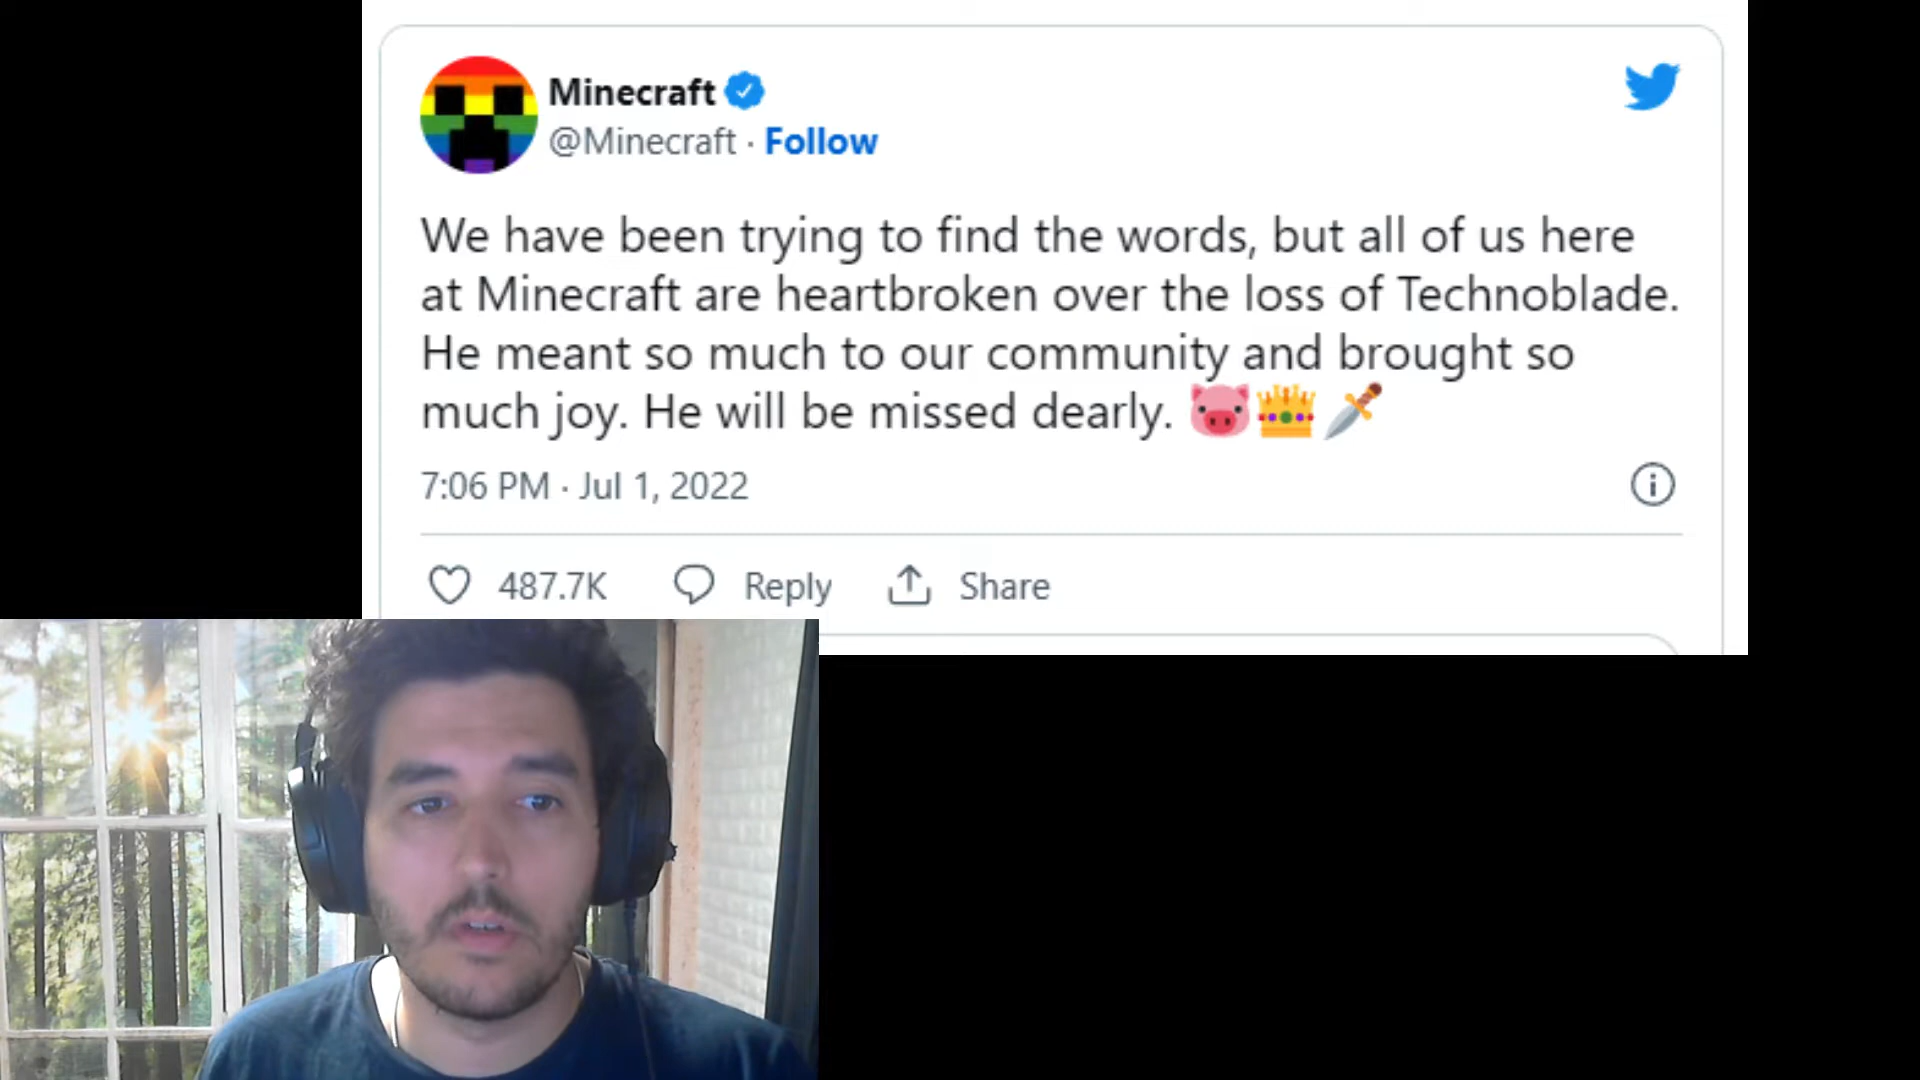 Minecraft
@Minecraft · Follow
We have been trying to find the words, but all of us here
at Minecraft are heartbroken over the loss of Technoblade.
He meant so much to our community and brought so
much joy. He will be missed dearly. 🐷👑🗡️
7:06 PM · Jul 1, 2022
487.7K Reply Share